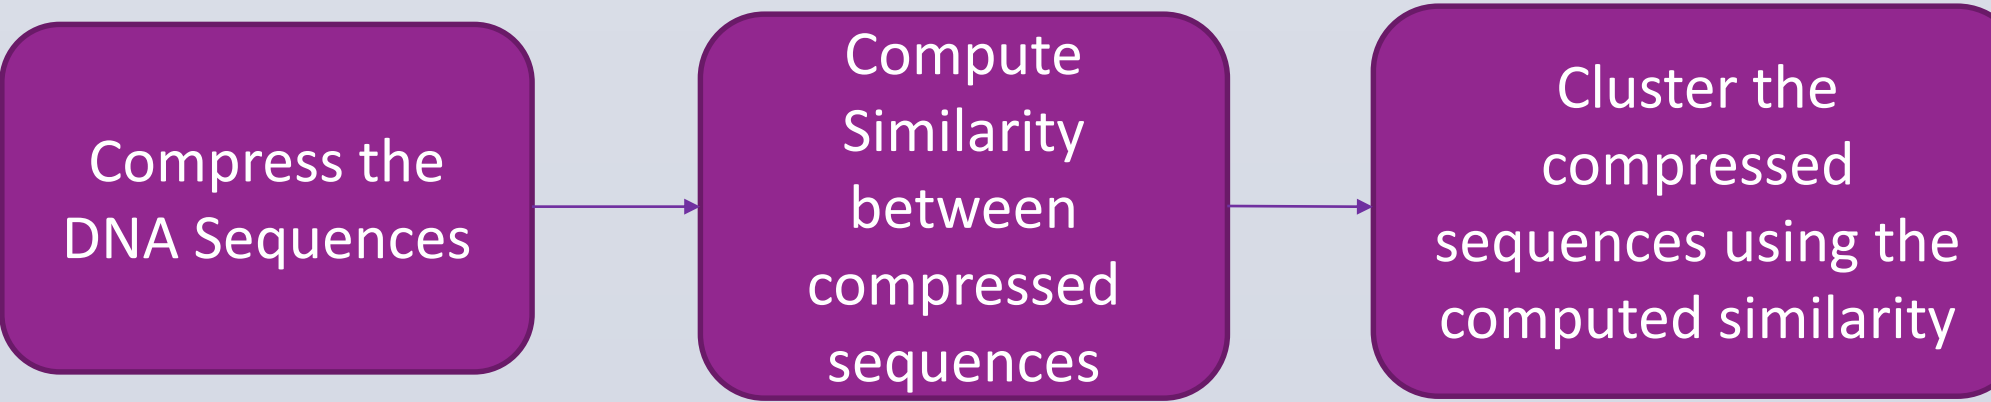 Compress the
DNA Sequences
Compute
Similarity
between
compressed
sequences
Cluster the
compressed
sequences using the
computed similarity